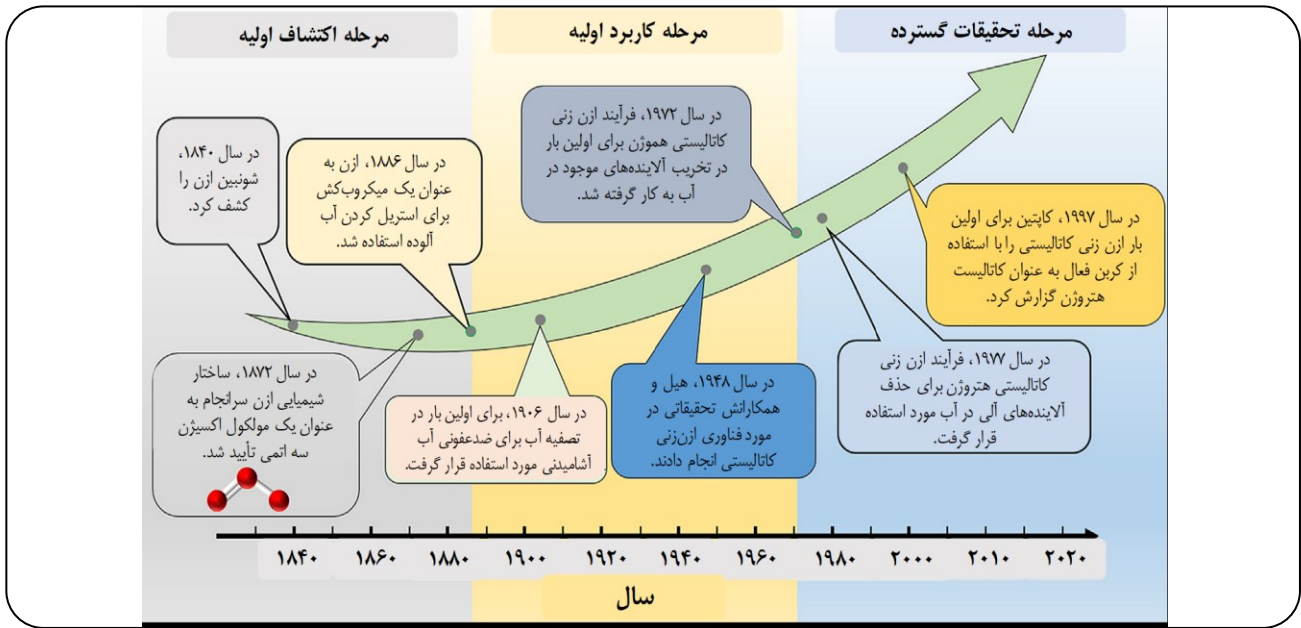 مرحله اکتشاف اولیه
مرحله کاربرد اولیه
مرحله تحقیقات گسترده
در سال ۱۸۴۰،
شونبین ازن را
کشف کرد.
در سال ۱۸۷۲، ساختار
شیمیایی ازن سرانجام به
عنوان یک مولکول اکسیژن
سه اتمی تأیید شد.
در سال ۱۸۸۶، ازن به
عنوان یک میکروب‌کش
برای استریل کردن آب
آلوده استفاده شد.
در سال ۱۹۰۶، برای اولین بار در
تصفیه آب برای ضدعفونی آب
آشامیدنی مورد استفاده قرار گرفت.
در سال ۱۹۴۸، هیل و
همکارانش تحقیقاتی در
مورد فناوری ازن‌زنی
کاتالیستی انجام دادند.
در سال ۱۹۷۲، فرآیند ازن زنی
کاتالیستی هموژن برای اولین بار
در تخریب آلاینده‌های موجود در
آب به کار گرفته شد.
در سال ۱۹۷۷، فرآیند ازن زنی
کاتالیستی هتروژن برای حذف
آلاینده‌های آلی در آب مورد استفاده
قرار گرفت.
در سال ۱۹۹۷، کاپتین برای اولین
بار ازن زنی کاتالیستی را با استفاده
از کربن فعال به عنوان کاتالیست
هتروژن گزارش کرد.
۱۸۴۰ ۱۸۶۰ ۱۸۸۰ ۱۹۰۰ ۱۹۲۰ ۱۹۴۰ ۱۹۶۰ ۱۹۸۰ ۲۰۰۰ ۲۰۱۰ ۲۰۲۰
سال